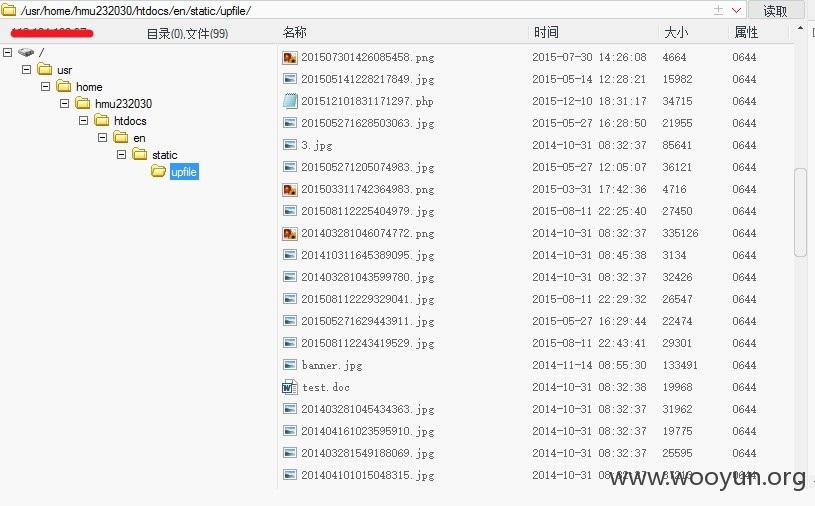 /usr/home/hmu232030/htdocs/en/static/upfile/ 读取
目录(0),文件(99) 名称 时间 大小 属性
/
usr
home
hmu232030
htdocs
en
static
upfile
201507301426085458.png 2015-07-30 14:26:08 4664 0644
201505141228217849.jpg 2015-05-14 12:28:21 15982 0644
201512101831171297.php 2015-12-10 18:31:17 34715 0644
201505271628503063.jpg 2015-05-27 16:28:50 21955 0644
3.jpg 2014-10-31 08:32:37 85641 0644
201505271205074983.jpg 2015-05-27 12:05:07 36121 0644
201503311742364983.png 2015-03-31 17:42:36 4716 0644
201508112225404979.jpg 2015-08-11 22:25:40 27450 0644
201403281046074772.png 2014-10-31 08:32:37 335126 0644
201410311645389095.jpg 2014-10-31 08:45:38 3134 0644
201403281043599780.jpg 2014-10-31 08:32:37 32426 0644
201508112229329041.jpg 2015-08-11 22:29:32 26547 0644
201505271629443911.jpg 2015-05-27 16:29:44 22474 0644
201508112243419529.jpg 2015-08-11 22:43:41 29301 0644
banner.jpg 2014-11-14 08:55:30 133491 0644
test.doc 2014-10-31 08:32:38 19968 0644
201403281045434363.jpg 2014-10-31 08:32:37 31962 0644
201404161023595910.jpg 2014-10-31 08:32:37 19775 0644
201403281549188069.jpg 2014-10-31 08:32:37 25595 0644
201404101015048315.jpg 2014-10-31 08:32:37 0644
www.wooyun.org